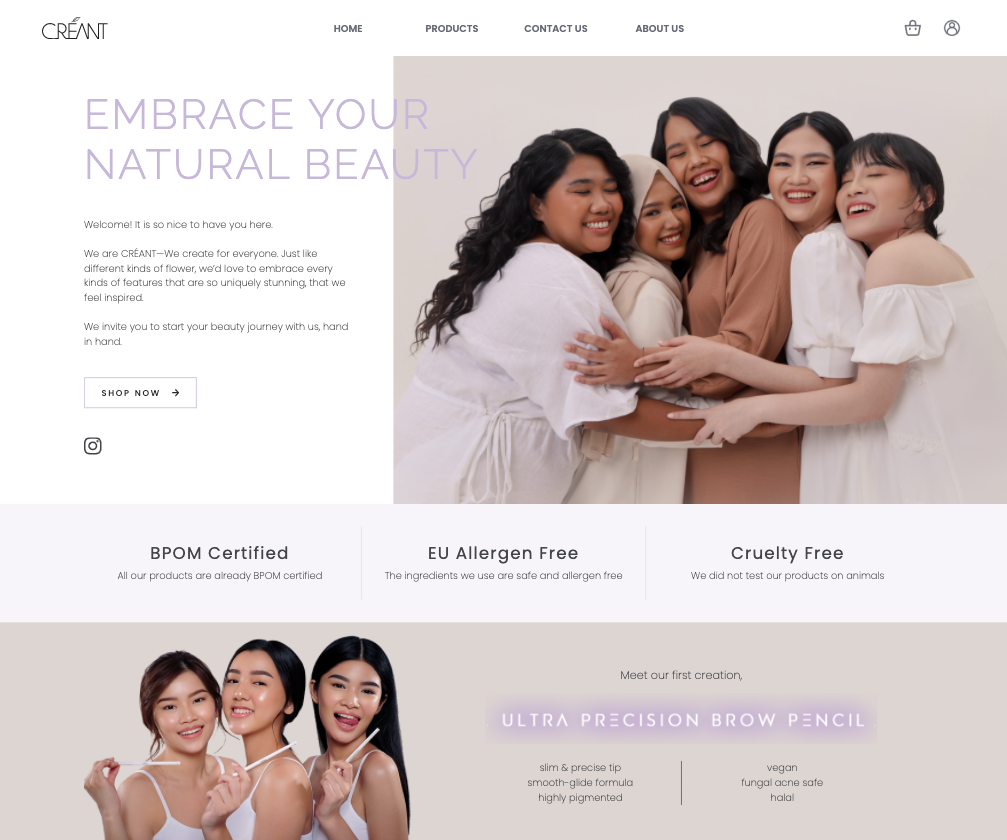 CRÉANT
HOME PRODUCTS CONTACT US ABOUT US
EMBRACE YOUR
NATURAL BEAUTY
Welcome! It is so nice to have you here.
We are CRÉANT—We create for everyone. Just like
different kinds of flower, we'd love to embrace every
kinds of features that are so uniquely stunning, that we
feel inspired.
We invite you to start your beauty journey with us, hand
in hand.
SHOP NOW →
BPOM Certified
All our products are already BPOM certified
EU Allergen Free
The ingredients we use are safe and allergen free
Cruelty Free
We did not test our products on animals
Meet our first creation,
ULTRA PRECISION BROW PENCIL
slim & precise tip
smooth-glide formula
highly pigmented
vegan
fungal acne safe
halal